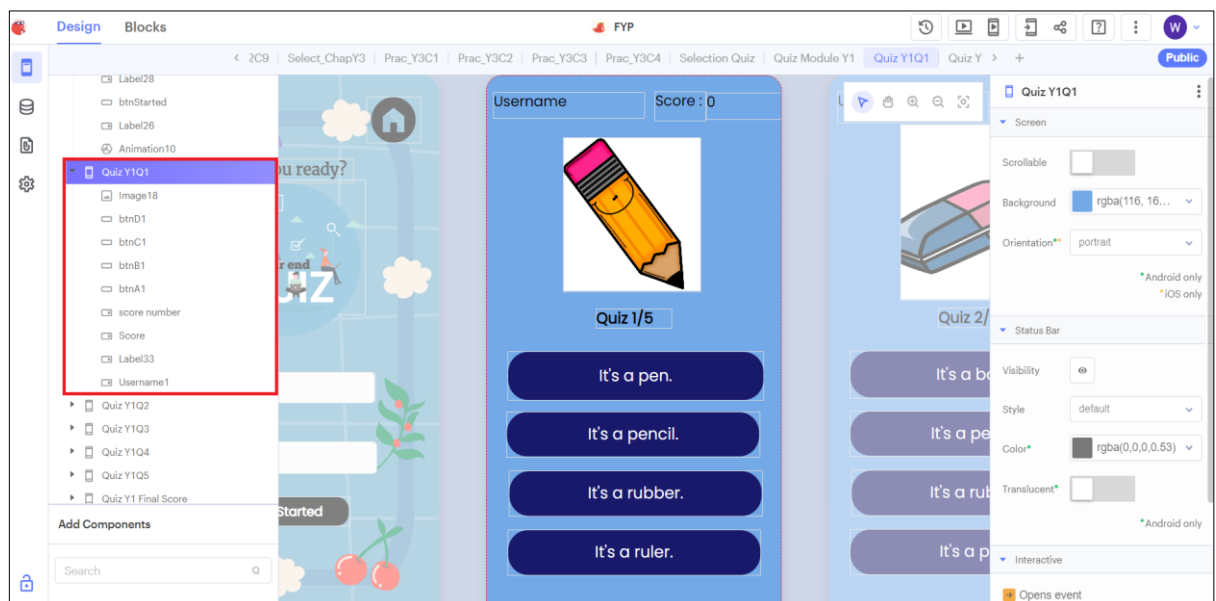 Design Blocks FYP W
2C9 Select_ChapY3 Prac_Y3C1 Prac_Y3C2 Prac_Y3C3 Prac_Y3C4 Selection Quiz Quiz Module Y1 Quiz Y1Q1 Quiz Y + Public
Label28
btnStarted
Label26
Animation10
Quiz Y1Q1
Image18
btnD1
btnC1
btnB1
btnA1
score number
Score
Label33
Username1
Quiz Y1Q2
Quiz Y1Q3
Quiz Y1Q4
Quiz Y1Q5
Quiz Y1 Final Score
Add Components
Search
u ready?
r end
IZ
Started
Username Score : 0
Quiz 1/5
It's a pen.
It's a pencil.
It's a rubber.
It's a ruler.
Quiz 2/
It's a bo
It's a pe
It's a rub
It's a p
Quiz Y1Q1
Screen
Scrollable
Background rgba(116, 16...
Orientation** portrait
*Android only
*iOS only
Status Bar
Visibility
Style default
Color* rgba(0,0,0,0.53)
Translucent*
*Android only
Interactive
Opens event